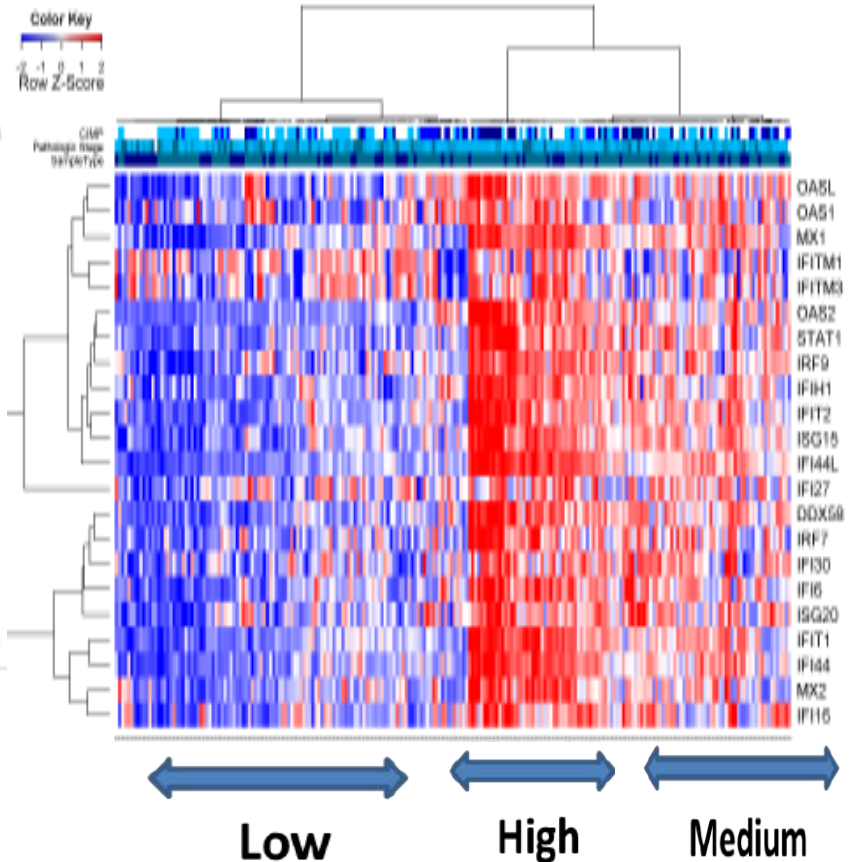 Color Key
-2 -1 0 1 2
Row Z-Score
CIMP
Pathologic stage
SampleType
OASL
OAS1
MX1
IFITM1
IFITM3
OAS2
STAT1
IRF9
IFIH1
IFIT2
ISG15
IFI44L
IFI27
DDX58
IRF7
IFI30
IFI6
ISG20
IFIT1
IFI44
MX2
IFI16
Low
High
Medium